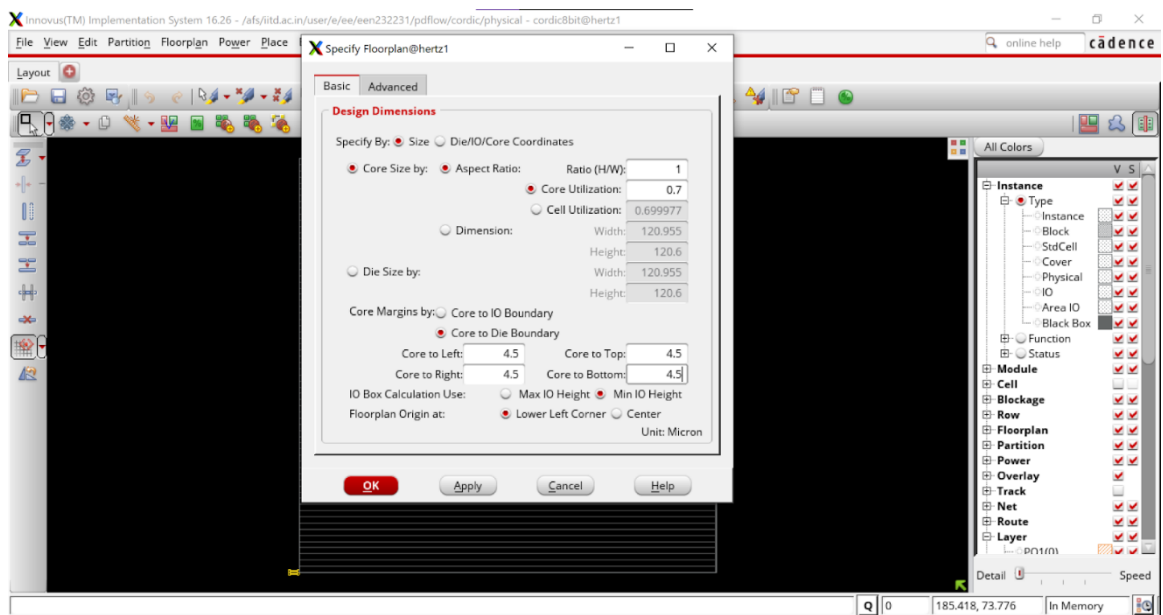 Innovus(TM) Implementation System 16.26 - /afs/iitd.ac.in/user/e/ee/een232231/pdflow/cordic/physical - cordic8bit@hertz1
File View Edit Partition Floorplan Power Place
online help cādence
Layout
Specify Floorplan@hertz1
Basic Advanced
Design Dimensions
Specify By: Size Die/IO/Core Coordinates
Core Size by: Aspect Ratio: Ratio (H/W): 1
Core Utilization: 0.7
Cell Utilization: 0.699977
Dimension: Width: 120.955
Height: 120.6
Die Size by: Width: 120.955
Height: 120.6
Core Margins by: Core to IO Boundary
Core to Die Boundary
Core to Left: 4.5 Core to Top: 4.5
Core to Right: 4.5 Core to Bottom: 4.5
IO Box Calculation Use: Max IO Height Min IO Height
Floorplan Origin at: Lower Left Corner Center
Unit: Micron
OK Apply Cancel Help
All Colors
V S
Instance
Type
Instance
Block
StdCell
Cover
Physical
IO
Area IO
Black Box
Function
Status
Module
Cell
Blockage
Row
Floorplan
Partition
Power
Overlay
Track
Net
Route
Layer
PO1(0)
Detail Speed
Q 0 185.418, 73.776 In Memory